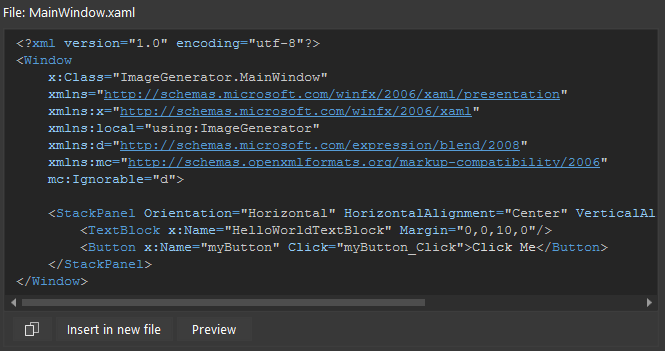 File: MainWindow.xaml
<?xml version="1.0" encoding="utf-8"?>
<Window
x:Class="ImageGenerator.MainWindow"
xmlns="http://schemas.microsoft.com/winfx/2006/xaml/presentation"
xmlns:x="http://schemas.microsoft.com/winfx/2006/xaml"
xmlns:local="using:ImageGenerator"
xmlns:d="http://schemas.microsoft.com/expression/blend/2008"
xmlns:mc="http://schemas.openxmlformats.org/markup-compatibility/2006"
mc:Ignorable="d">
<StackPanel Orientation="Horizontal" HorizontalAlignment="Center" VerticalAl
<TextBlock x:Name="HelloWorldTextBlock" Margin="0,0,10,0"/>
<Button x:Name="myButton" Click="myButton_Click">Click Me</Button>
</StackPanel>
</Window>
Insert in new file
Preview